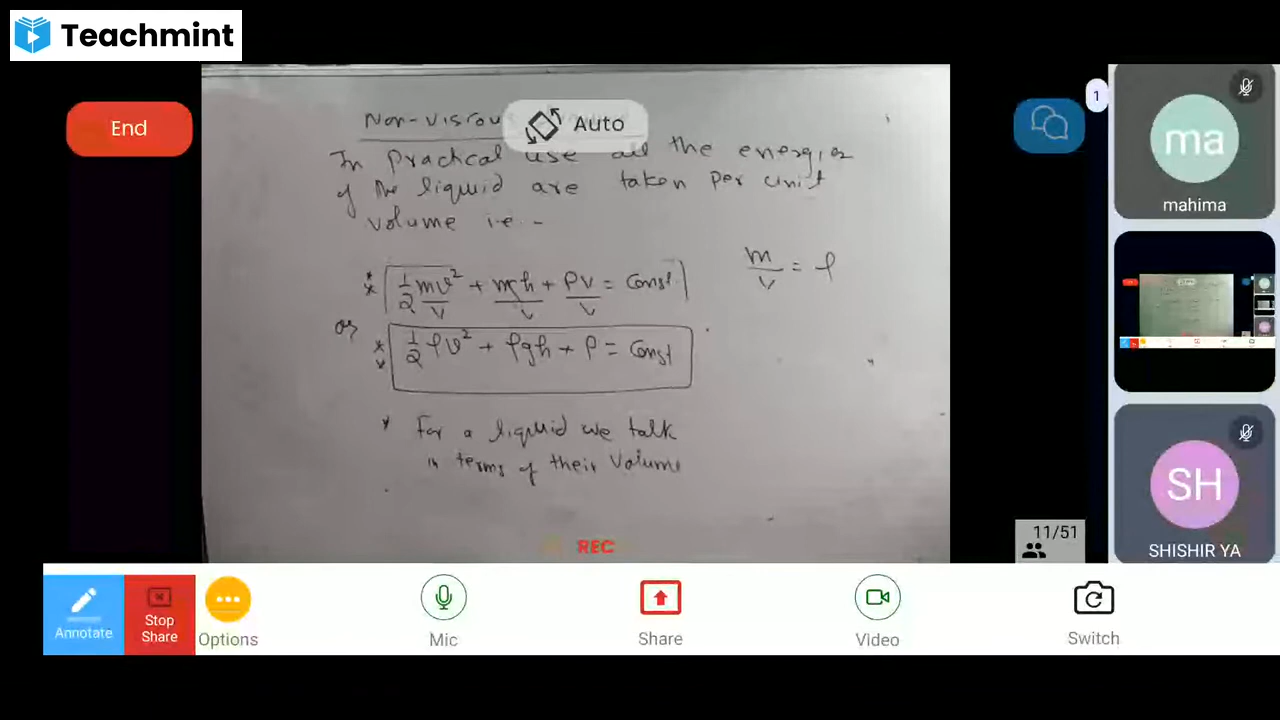 Teachmint
End
Auto
1
Non-viscous
In Practical use all the energies
of the liquid are taken per unit
volume i.e. -
m/v = ρ
** 1/2 mv²/v + mgh/v + PV/v = Const
or
** 1/2 ρv² + ρgh + P = Const
* For a liquid we talk
in terms of their volume
REC
ma
mahima
SH
SHISHIR YA
11/51
Annotate
Stop
Share
Options
Mic
Share
Video
Switch